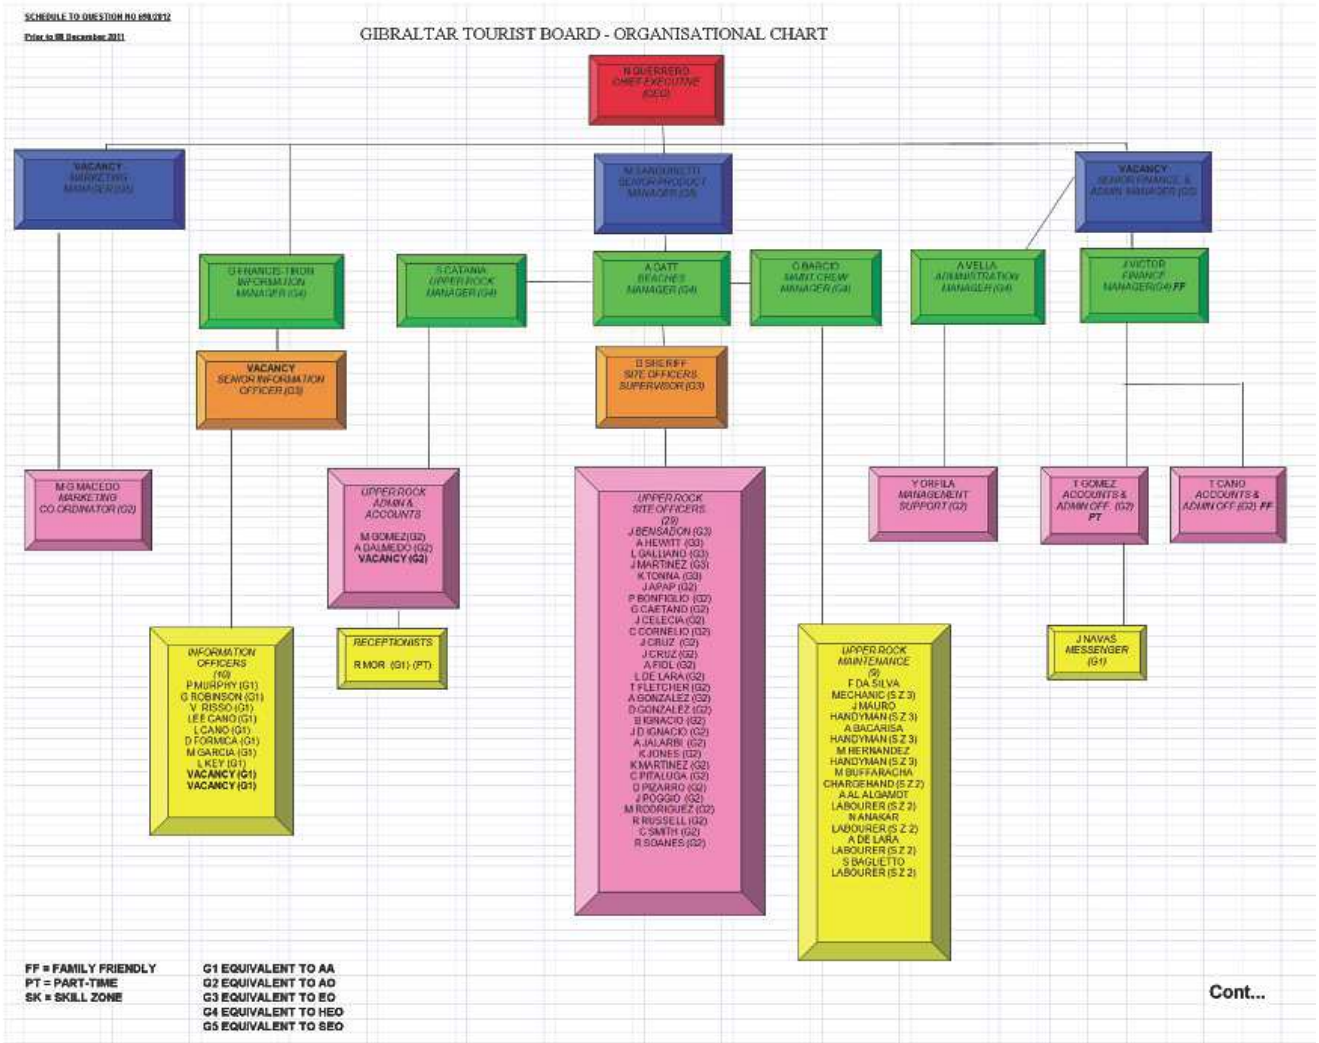 SCHEDULE TO QUESTION NO 698/2012
Prior to 08 December 2011
GIBRALTAR TOURIST BOARD - ORGANISATIONAL CHART
N GUERRERO
CHIEF EXECUTIVE
(CEO)
VACANCY
MARKETING
MANAGER (G5)
M SANGUINETTI
SENIOR PRODUCT
MANAGER (G5)
VACANCY
SENIOR FINANCE &
ADMIN MANAGER (G5)
G FRANCIS-TIRON
INFORMATION
MANAGER (G4)
S CATANIA
UPPER ROCK
MANAGER (G4)
A DATT
BEACHES
MANAGER (G4)
O BARCIO
MAINT. CREW
MANAGER (G4)
A VELLA
ADMINISTRATION
MANAGER (G4)
J VICTOR
FINANCE
MANAGER(G4) FF
VACANCY
SENIOR INFORMATION
OFFICER (G3)
D SHERIFF
SITE OFFICERS
SUPERVISOR (G3)
M-G MACEDO
MARKETING
CO.ORDINATOR (G2)
UPPER ROCK
ADMIN &
ACCOUNTS
M GOMEZ(G2)
A DALMEDO (G2)
VACANCY (G2)
UPPER ROCK
SITE OFFICERS
(29)
J BENSADON (G3)
A HEWITT (G3)
L GALLIANO (G3)
J MARTINEZ (G3)
K TONNA (G3)
J APAP (G2)
P BONFIGLIO (G2)
G CAETANO (G2)
J CELECIA (G2)
C CORNELIO (G2)
J CRUZ (G2)
J CRUZ (G2)
A FIOL (G2)
L DE LARA (G2)
T FLETCHER (G2)
A GONZALEZ (G2)
D GONZALEZ (G2)
B IGNACIO (G2)
J D IGNACIO (G2)
A JALARBI (G2)
K JONES (G2)
K MARTINEZ (G2)
C PITALUGA (G2)
D PIZARRO (G2)
J POGGIO (G2)
M RODRIGUEZ (G2)
R RUSSELL (G2)
C SMITH (G2)
R SOANES (G2)
Y ORFILA
MANAGEMENT
SUPPORT (G2)
T GOMEZ
ACCOUNTS &
ADMIN OFF. (G2)
PT
T CANO
ACCOUNTS &
ADMIN OFF.(G2) FF
INFORMATION
OFFICERS
(10)
P MURPHY (G1)
G ROBINSON (G1)
V RISSO (G1)
LEE CANO (G1)
L CANO (G1)
D FORMICA (G1)
M GARCIA (G1)
L KEY (G1)
VACANCY (G1)
VACANCY (G1)
RECEPTIONISTS
R MOR (G1) (PT)
UPPER ROCK
MAINTENANCE
(9)
F DA SILVA
MECHANIC (S Z 3)
J MAURO
HANDYMAN (S Z 3)
A BACARISA
HANDYMAN (S Z 3)
M HERNANDEZ
HANDYMAN (S Z 3)
M BUFFARACHA
CHARGEHAND (S Z 2)
A AL ALGAMOT
LABOURER (S Z 2)
N ANAKAR
LABOURER (S Z 2)
A DE LARA
LABOURER (S Z 2)
S BAGLIETTO
LABOURER (S Z 2)
J NAVAS
MESSENGER
(G1)
FF = FAMILY FRIENDLY
PT = PART-TIME
SK = SKILL ZONE
G1 EQUIVALENT TO AA
G2 EQUIVALENT TO AO
G3 EQUIVALENT TO EO
G4 EQUIVALENT TO HEO
G5 EQUIVALENT TO SEO
Cont...